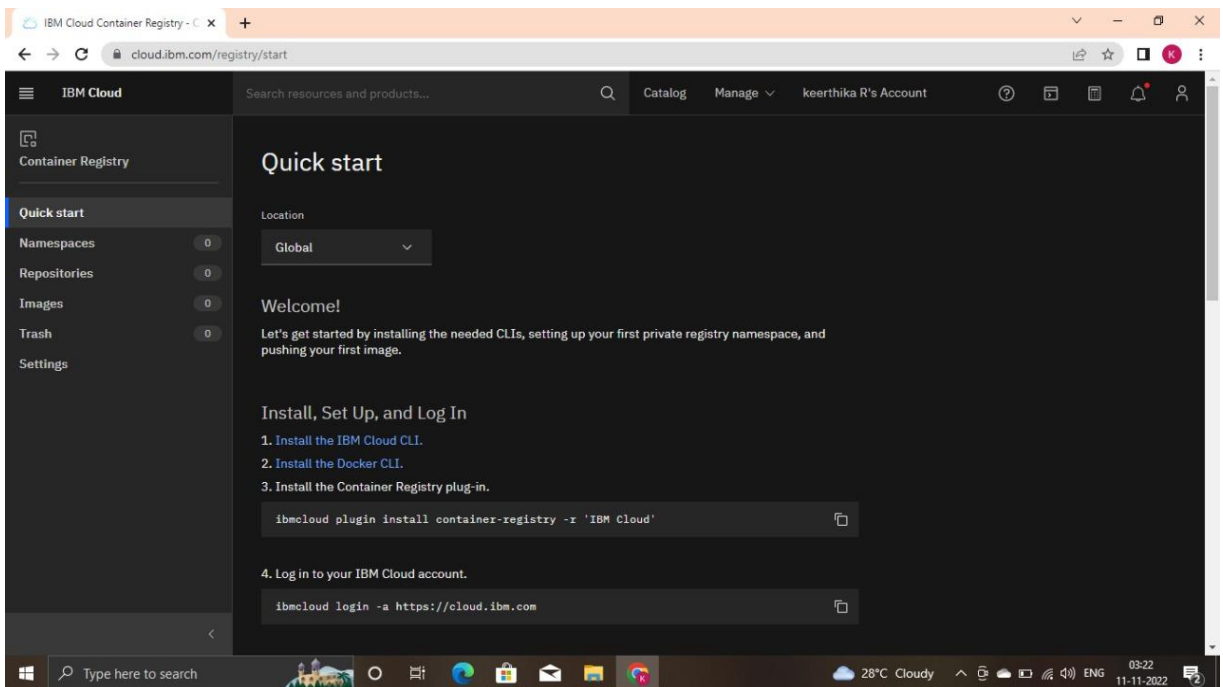 IBM Cloud Container Registry - C
cloud.ibm.com/registry/start
K
IBM Cloud
Search resources and products...
Catalog
Manage
keerthika R's Account
Container Registry
Quick start
Namespaces 0
Repositories 0
Images 0
Trash 0
Settings
Quick start
Location
Global
Welcome!
Let's get started by installing the needed CLIs, setting up your first private registry namespace, and
pushing your first image.
Install, Set Up, and Log In
1. Install the IBM Cloud CLI.
2. Install the Docker CLI.
3. Install the Container Registry plug-in.
ibmcloud plugin install container-registry -r 'IBM Cloud'
4. Log in to your IBM Cloud account.
ibmcloud login -a https://cloud.ibm.com
Type here to search
28°C Cloudy
ENG
03:22
11-11-2022
2